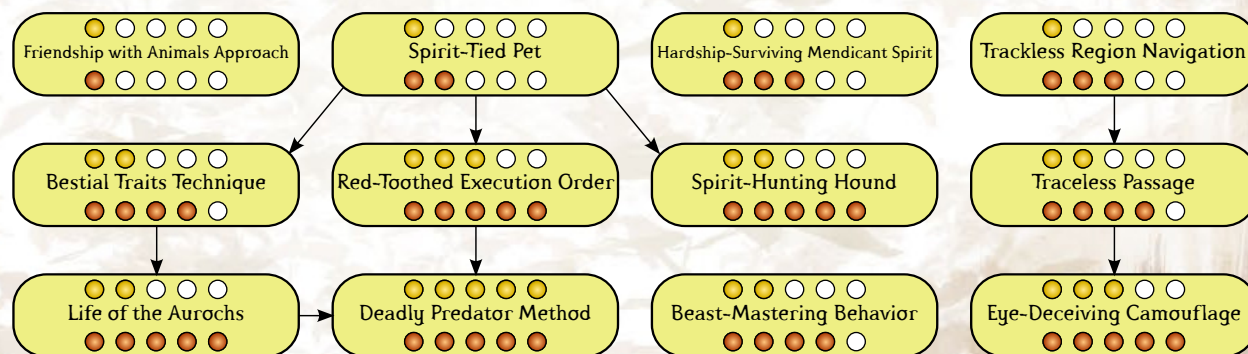 Friendship with Animals Approach
Spirit-Tied Pet
Hardship-Surviving Mendicant Spirit
Trackless Region Navigation
Bestial Traits Technique
Red-Toothed Execution Order
Spirit-Hunting Hound
Traceless Passage
Life of the Aurochs
Deadly Predator Method
Beast-Mastering Behavior
Eye-Deceiving Camouflage